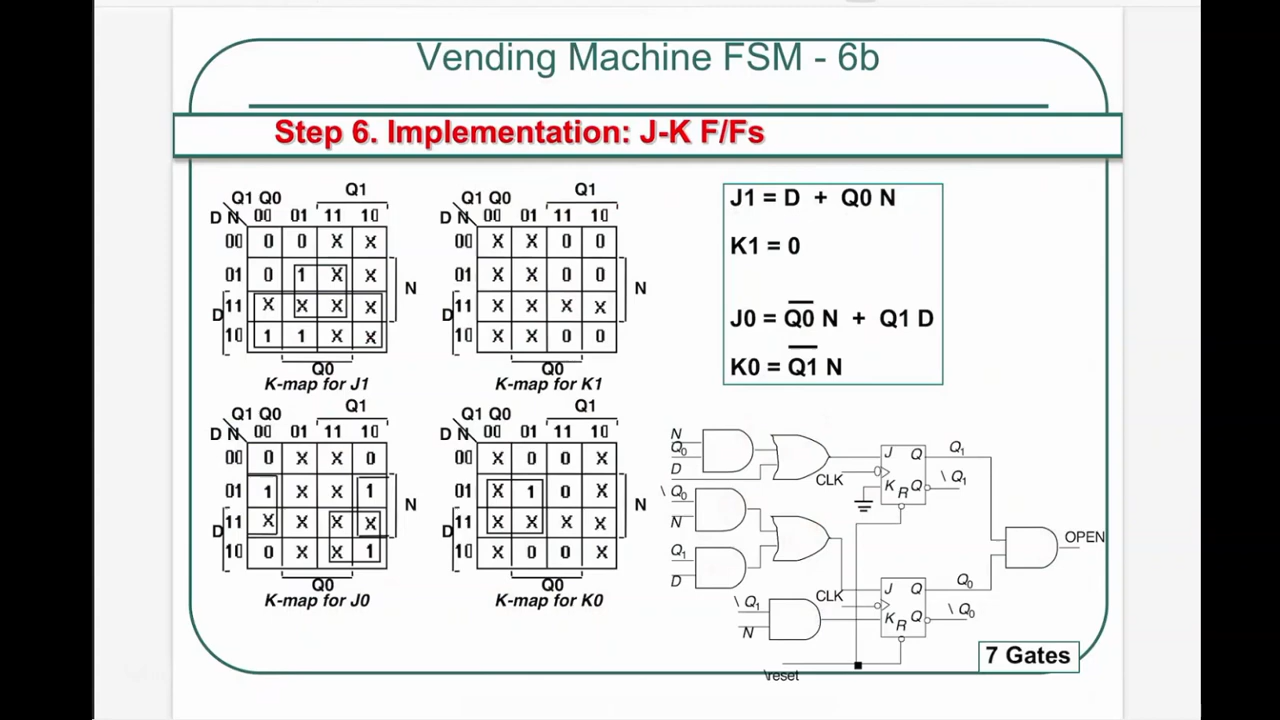 Vending Machine FSM - 6b
Step 6. Implementation: J-K F/Fs
Q1
Q1 Q0
D N 00 01 11 10
00 0 0 X X
01 0 1 X X
11 X X X X
10 1 1 X X
N
D
Q0
K-map for J1
Q1
Q1 Q0
D N 00 01 11 10
00 X X 0 0
01 X X 0 0
11 X X X X
10 X X 0 0
N
D
Q0
K-map for K1
J1 = D + Q0 N
K1 = 0
J0 = Q̅0̅ N + Q1 D
K0 = Q̅1̅ N
Q1
Q1 Q0
D N 00 01 11 10
00 0 X X 0
01 1 X X 1
11 X X X X
10 0 X X 1
N
D
Q0
K-map for J0
Q1
Q1 Q0
D N 00 01 11 10
00 X 0 0 X
01 X 1 0 X
11 X X X X
10 X 0 0 X
N
D
Q0
K-map for K0
N
Q0
D
\ Q0
N
Q1
D
\ Q1
N
CLK
J Q
K R Q
Q1
\ Q1
CLK
J Q
K R Q
Q0
\ Q0
OPEN
\reset
7 Gates